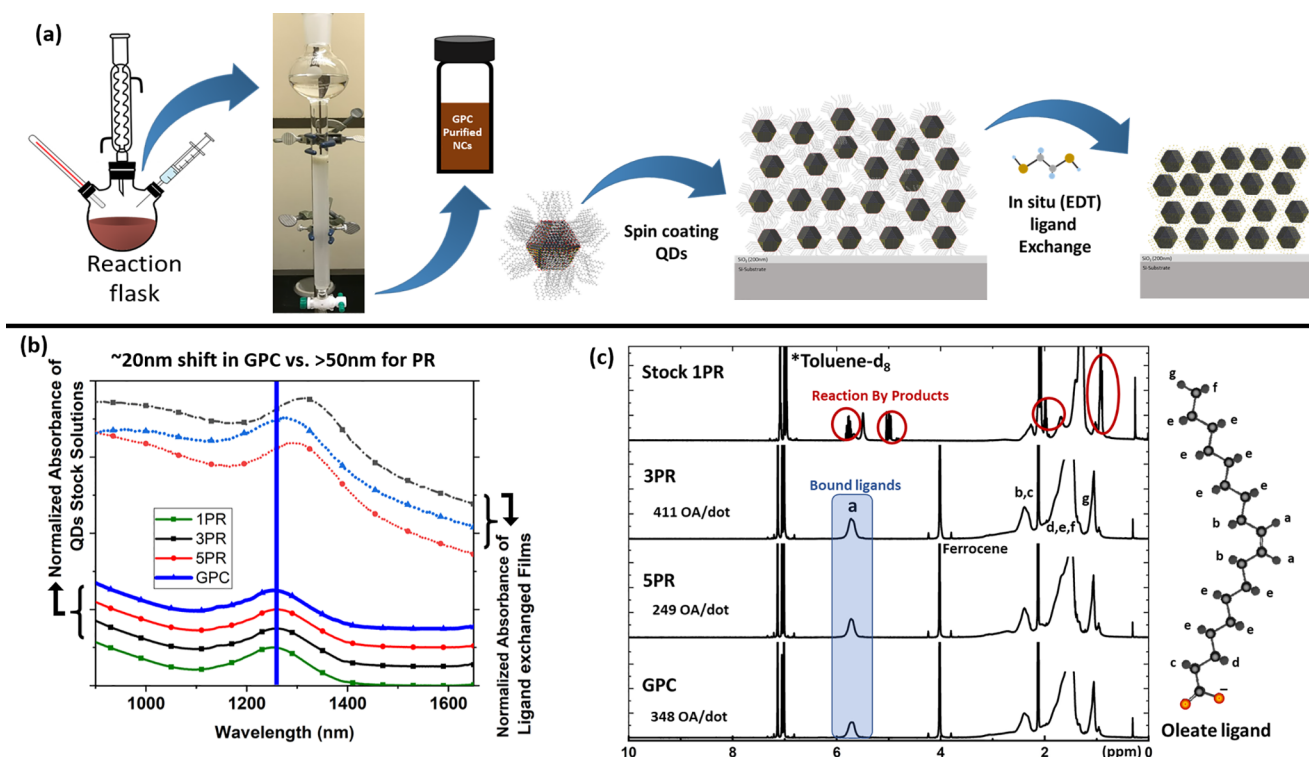 (a)
Reaction
flask
GPC
Purified
NCs
Spin coating
QDs
SiO₂ (200nm)
Si Substrate
In situ (EDT)
ligand
Exchange
SiO₂ (200nm)
Si Substrate
(b)
~20nm shift in GPC vs. >50nm for PR
Normalized Absorbance of
QDs Stock Solutions
1PR
3PR
5PR
GPC
Normalized Absorbance of
Ligand exchanged Films
1000
1200
1400
1600
Wavelength (nm)
(c)
Stock 1PR
*Toluene-d₈
Reaction By Products
3PR
411 OA/dot
Bound ligands
a
b,c
d,e,f
g
Ferrocene
5PR
249 OA/dot
GPC
348 OA/dot
10
8
6
4
2
(ppm)
0
g
f
e
e
e
e
e
e
b
a
b
a
e
e
e
e
c
d
−
Oleate ligand